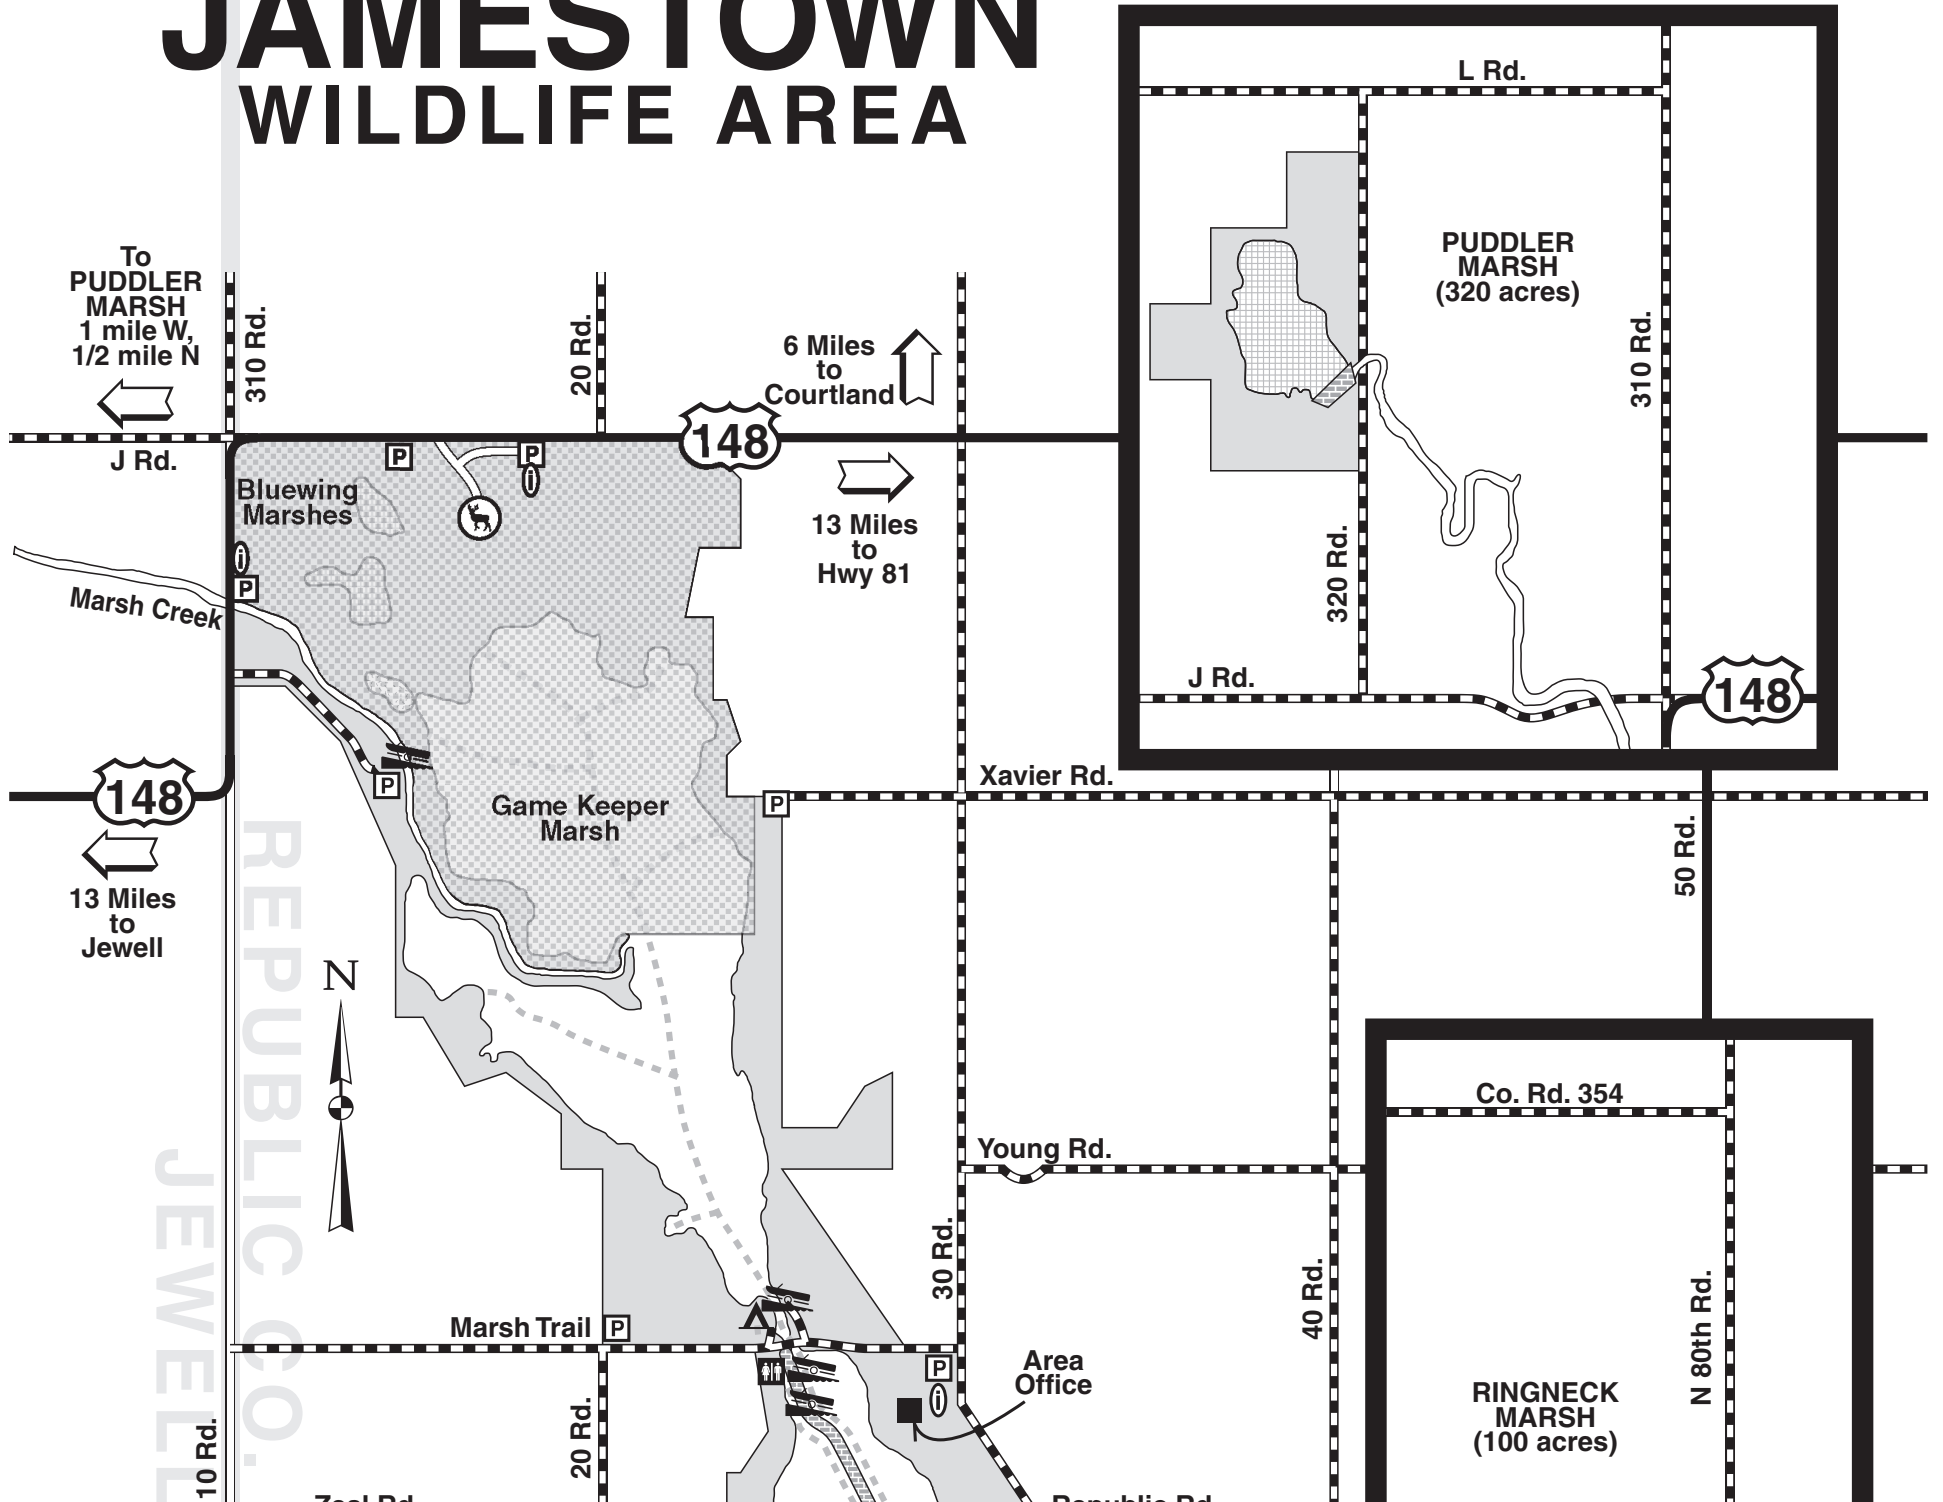 JAMESTOWN
WILDLIFE AREA
L Rd.
PUDDLER
MARSH
(320 acres)
310 Rd.
320 Rd.
J Rd.
148
To
PUDDLER
MARSH
1 mile W,
1/2 mile N
310 Rd.
20 Rd.
6 Miles
to
Courtland
148
J Rd.
P
P
i
Bluewing
Marshes
13 Miles
to
Hwy 81
i
P
Marsh Creek
148
P
Game Keeper
Marsh
P
Xavier Rd.
50 Rd.
13 Miles
to
Jewell
N
REPUBLIC CO.
JEWELL
Co. Rd. 354
Young Rd.
30 Rd.
40 Rd.
N 80th Rd.
Marsh Trail
P
P
i
Area
Office
RINGNECK
MARSH
(100 acres)
10 Rd.
20 Rd.
Republic Rd.